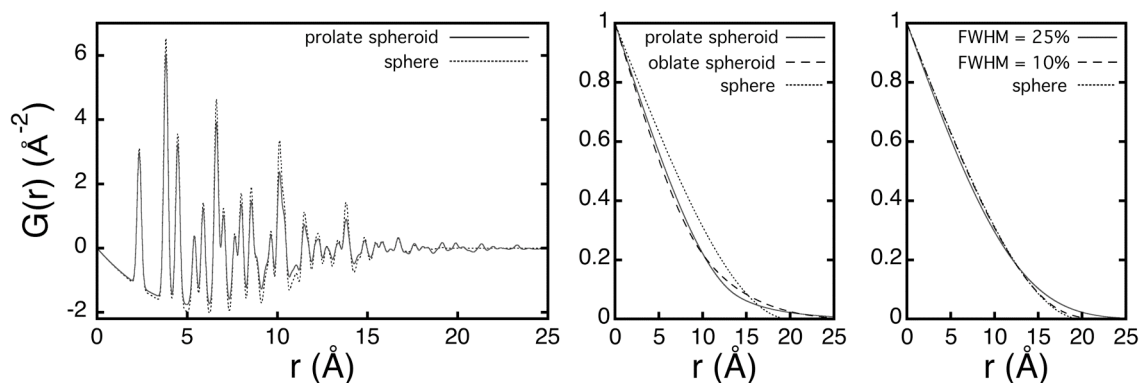 prolate spheroid
sphere
G(r) (Å⁻²)
6
4
2
0
-2
0 5 10 15 20 25
r (Å)
prolate spheroid
oblate spheroid
sphere
1
0.8
0.6
0.4
0.2
0
0 5 10 15 20 25
r (Å)
FWHM = 25%
FWHM = 10%
sphere
1
0.8
0.6
0.4
0.2
0
0 5 10 15 20 25
r (Å)